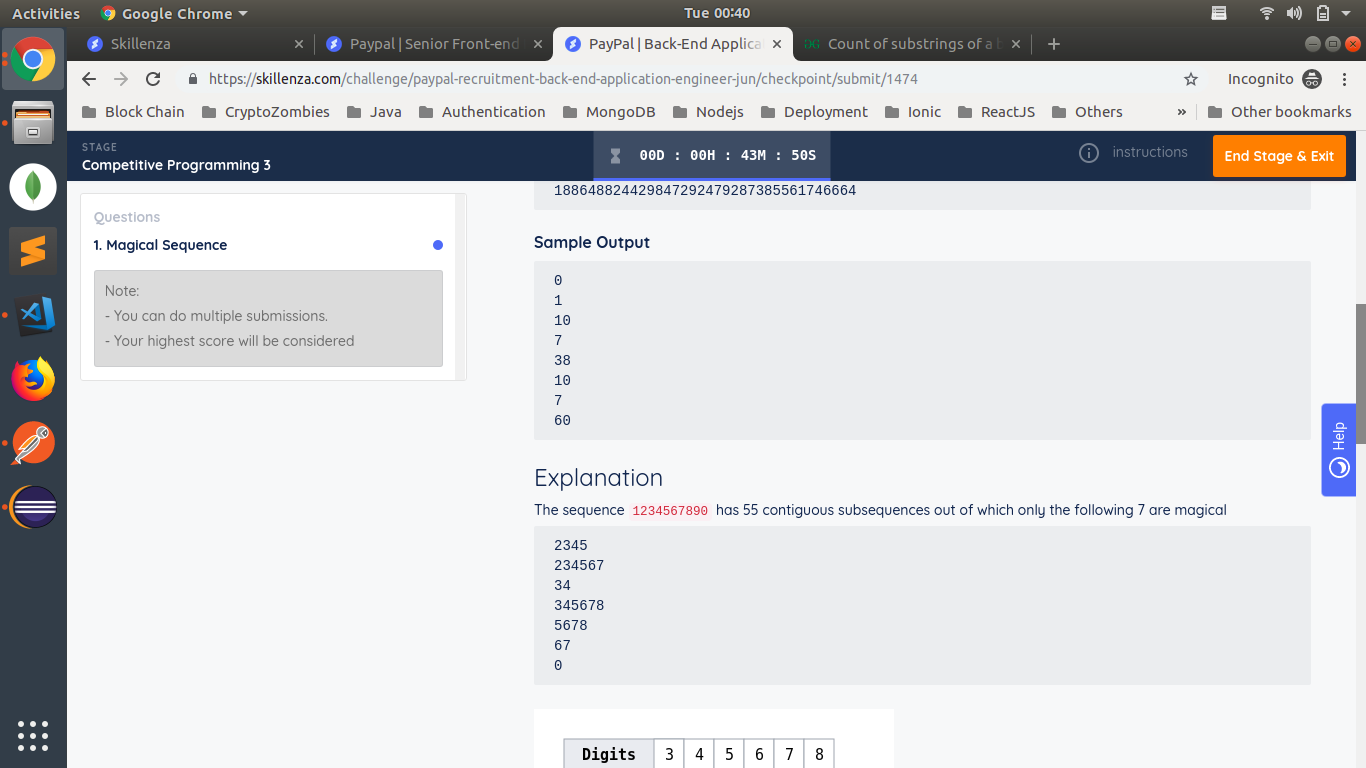 Activities
Google Chrome
Tue 00:40
Skillenza
Paypal | Senior Front-end
PayPal | Back-End Applica
Count of substrings of a b
https://skillenza.com/challenge/paypal-recruitment-back-end-application-engineer-jun/checkpoint/submit/1474
Incognito
Block Chain
CryptoZombies
Java
Authentication
MongoDB
Nodejs
Deployment
Ionic
ReactJS
Others
»
Other bookmarks
STAGE
Competitive Programming 3
00D : 00H : 43M : 50S
instructions
End Stage & Exit
Questions
1. Magical Sequence
Note:
- You can do multiple submissions.
- Your highest score will be considered
18864882442984729247928738556174​6664
Sample Output
0
1
10
7
38
10
7
60
Explanation
The sequence 1234567890 has 55 contiguous subsequences out of which only the following 7 are magical
2345
234567
34
345678
5678
67
0
Digits 3 4 5 6 7 8
Help